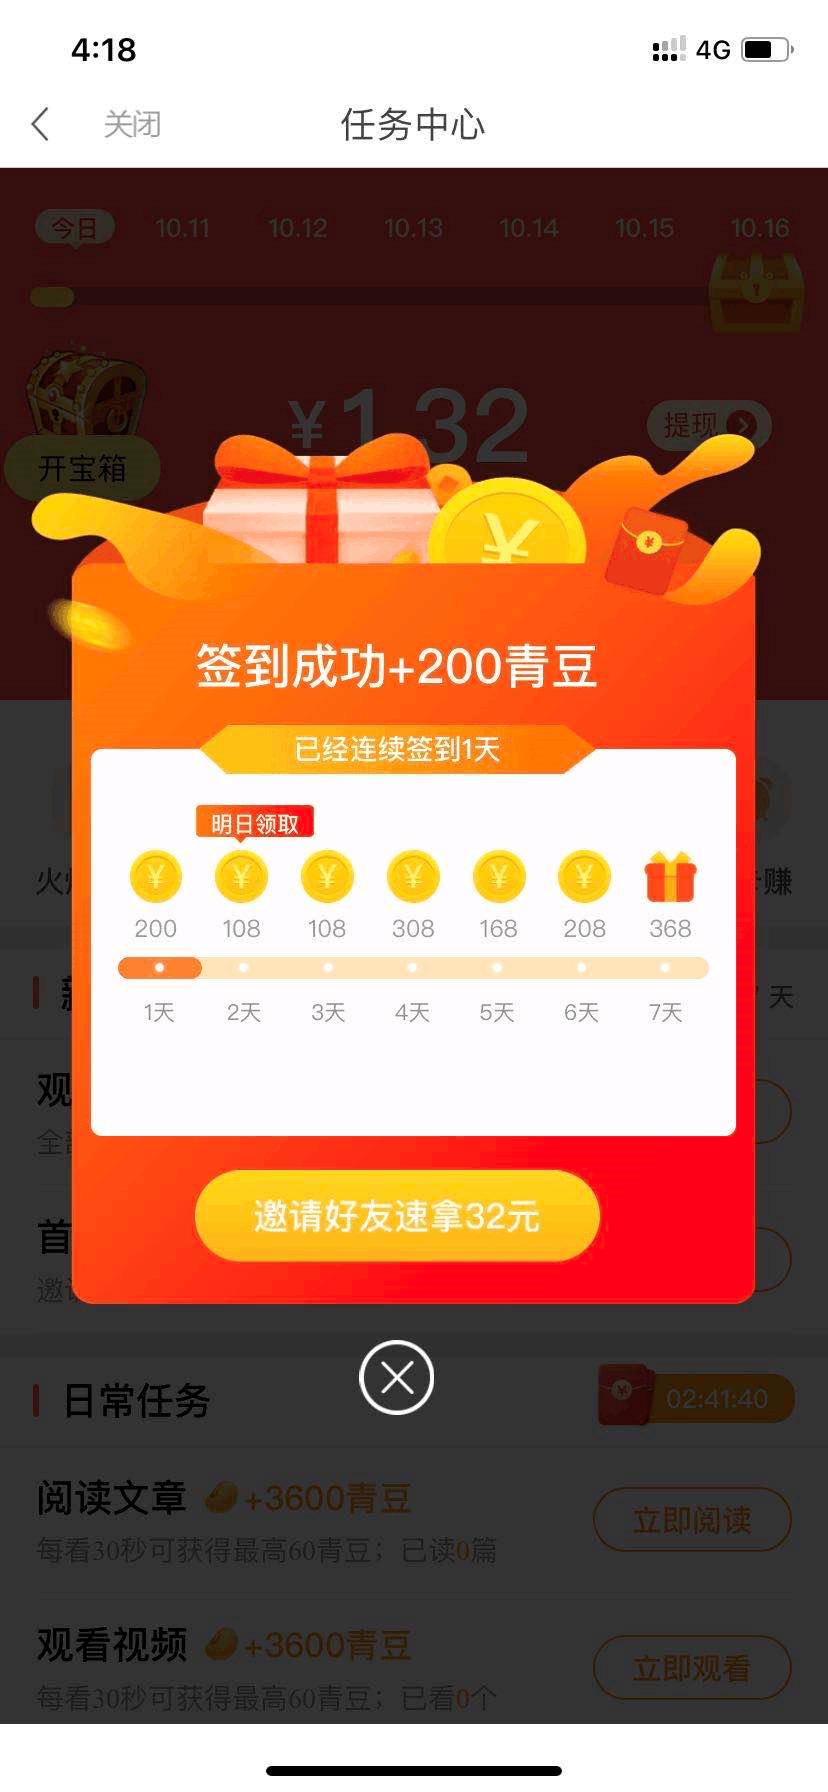 4:18
4G
关闭
任务中心
今日 10.11 10.12 10.13 10.14 10.15 10.16
¥1.32
提现
开宝箱
签到成功+200青豆
已经连续签到1天
明日领取
200 108 108 308 168 208 368
1天 2天 3天 4天 5天 6天 7天
赚
天
观
全
首
邀
邀请好友速拿32元
日常任务
02:41:40
阅读文章 +3600青豆
立即阅读
每看30秒可获得最高60青豆；已读0篇
观看视频 +3600青豆
立即观看
每看30秒可获得最高60青豆；已看0个